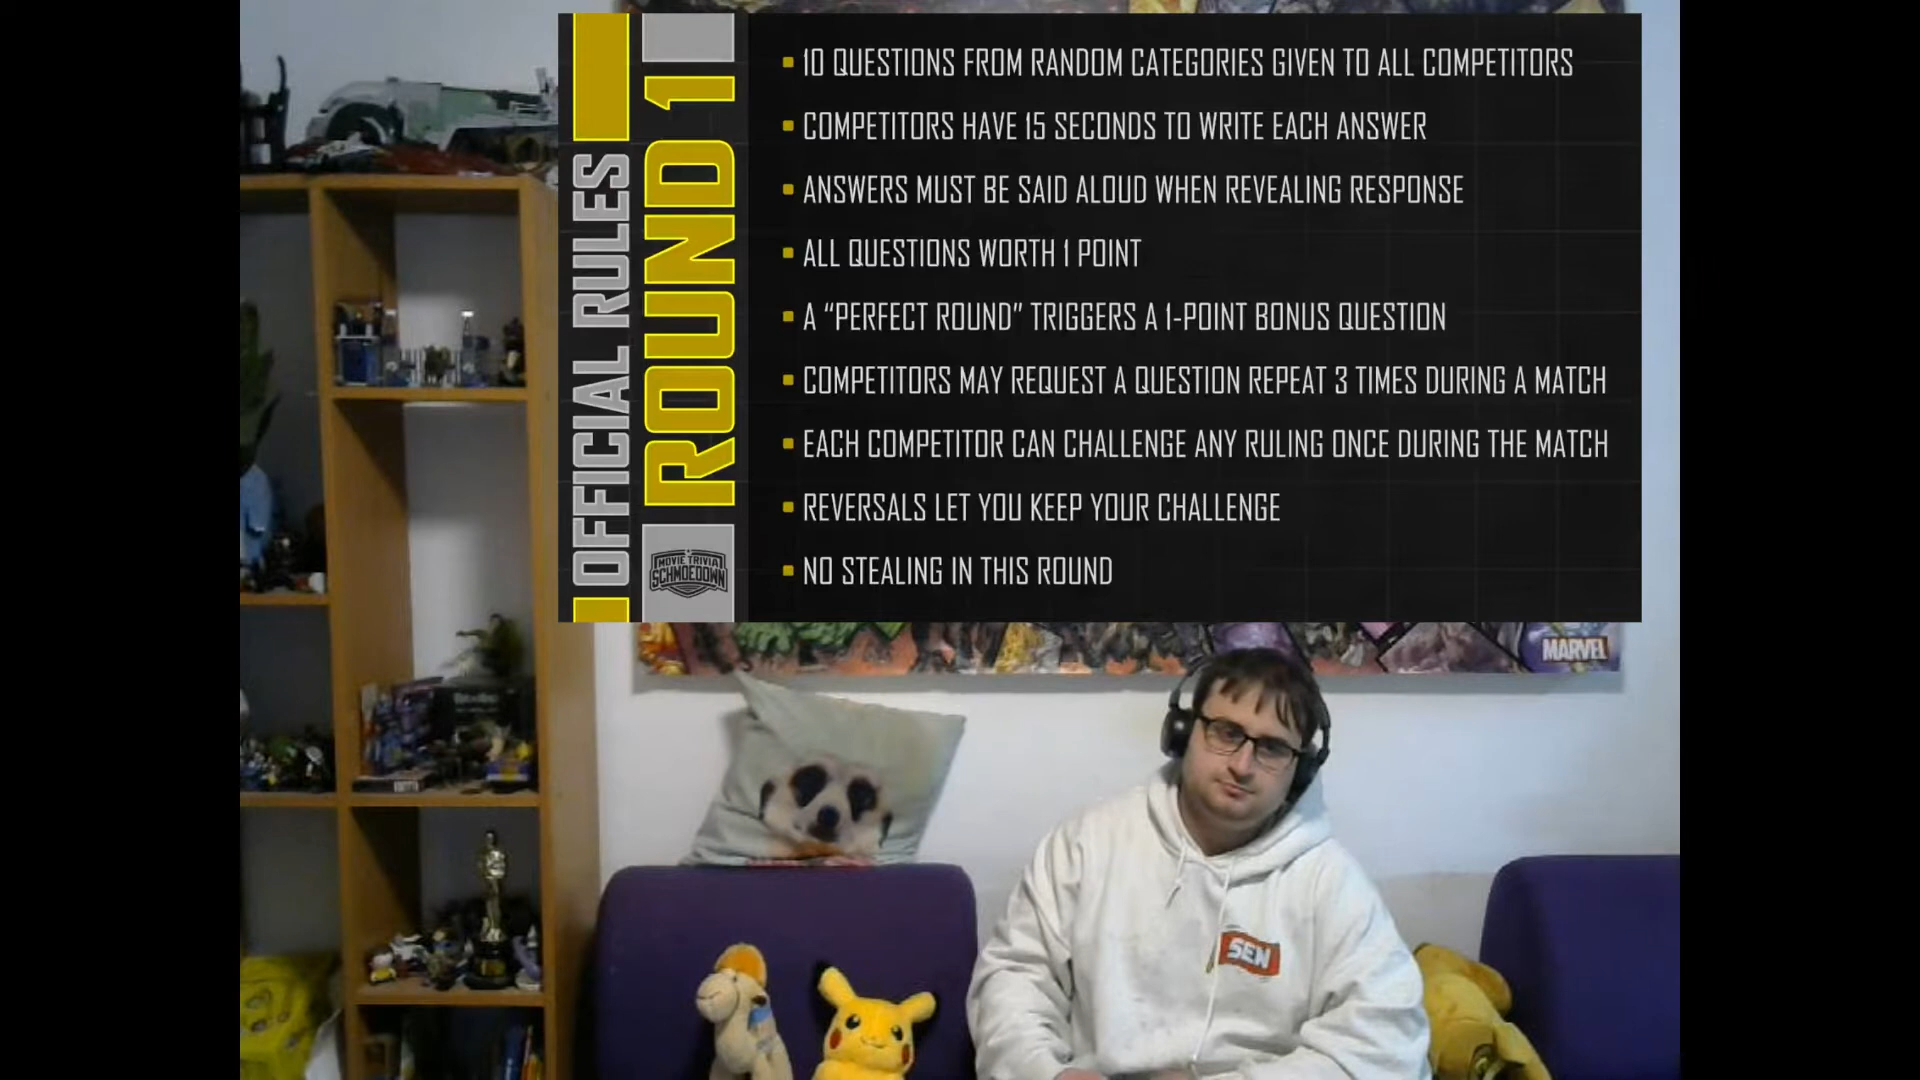 OFFICIAL RULES
ROUND 1
MOVIE TRIVIA
SCHMOEDOWN
10 QUESTIONS FROM RANDOM CATEGORIES GIVEN TO ALL COMPETITORS
COMPETITORS HAVE 15 SECONDS TO WRITE EACH ANSWER
ANSWERS MUST BE SAID ALOUD WHEN REVEALING RESPONSE
ALL QUESTIONS WORTH 1 POINT
A “PERFECT ROUND” TRIGGERS A 1-POINT BONUS QUESTION
COMPETITORS MAY REQUEST A QUESTION REPEAT 3 TIMES DURING A MATCH
EACH COMPETITOR CAN CHALLENGE ANY RULING ONCE DURING THE MATCH
REVERSALS LET YOU KEEP YOUR CHALLENGE
NO STEALING IN THIS ROUND
MARVEL
SEN